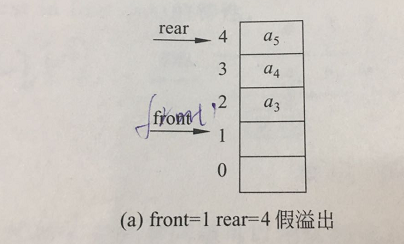 rear
4 a5
3 a4
2 a3
front
1
0
(a) front=1 rear=4 假溢出